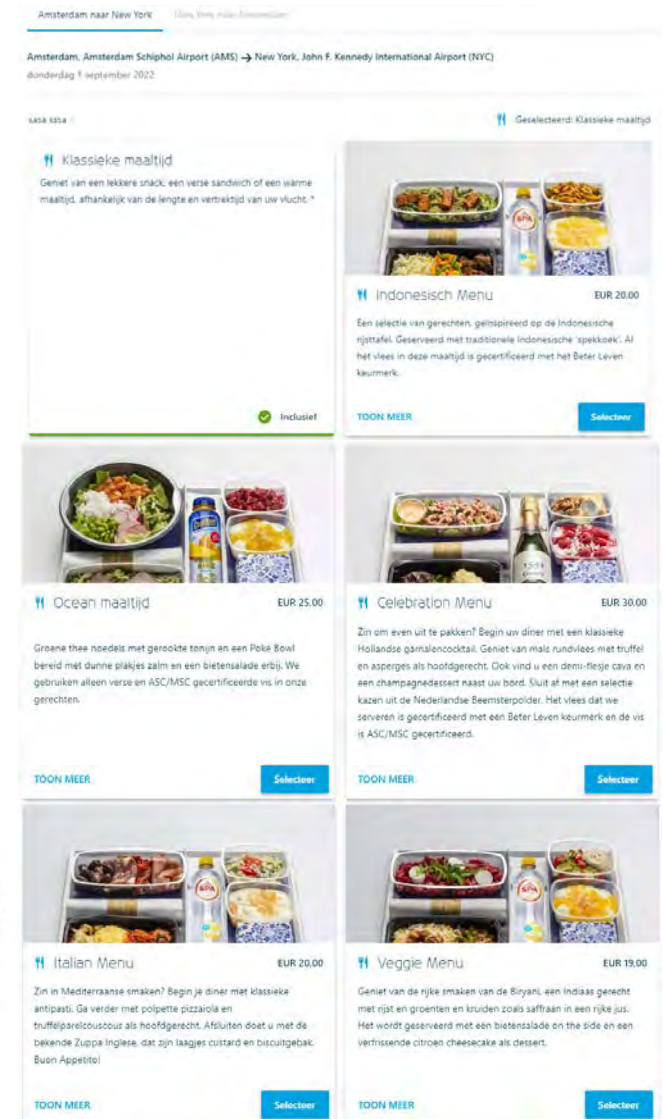 Amsterdam naar New York
New York naar Amsterdam
Amsterdam, Amsterdam Schiphol Airport (AMS) → New York, John F. Kennedy International Airport (NYC)
donderdag 1 september 2022
sasa sasa
Geselecteerd: Klassieke maaltijd
Klassieke maaltijd
Geniet van een lekkere snack, een verse sandwich of een warme
maaltijd, afhankelijk van de lengte en vertrektijd van uw vlucht. *
Inclusief
SPA
Indonesisch Menu
EUR 20.00
Een selectie van gerechten, geïnspireerd op de Indonesische
rijsttafel. Geserveerd met traditionele Indonesische 'spekkoek'. Al
het vlees in deze maaltijd is gecertificeerd met het Beter Leven
keurmerk.
TOON MEER
Selecteer
Ocean maaltijd
EUR 25.00
Groene thee noedels met gerookte tonijn en een Poké Bowl
bereid met dunne plakjes zalm en een bietensalade erbij. We
gebruiken alleen verse en ASC/MSC gecertificeerde vis in onze
gerechten.
TOON MEER
Selecteer
Celebration Menu
EUR 30.00
Zin om even uit te pakken? Begin uw diner met een klassieke
Hollandse garnalencocktail. Geniet van mals rundvlees met truffel
en asperges als hoofdgerecht. Ook vind u een demi-flesje cava en
een champagnedessert naast uw bord. Sluit af met een selectie
kazen uit de Nederlandse Beemsterpolder. Het vlees dat we
serveren is gecertificeerd met een Beter Leven keurmerk en de vis
is ASC/MSC gecertificeerd.
TOON MEER
Selecteer
SPA
Italian Menu
EUR 20,00
Zin in Mediterraanse smaken? Begin je diner met klassieke
antipasti. Ga verder met polpette pizzaiola en
truffelparelcouscous als hoofdgerecht. Afsluiten doet u met de
bekende Zuppa Inglese, dat zijn laagjes custard en biscuitgebak.
Buon Appetito!
TOON MEER
Selecteer
SPA
Veggie Menu
EUR 19,00
Geniet van de rijke smaken van de Biryani, een Indiaas gerecht
met rijst en groenten en kruiden zoals saffraan in een rijke jus.
Het wordt geserveerd met een bietensalade on the side en een
verfrissende citroen cheesecake als dessert.
TOON MEER
Selecteer